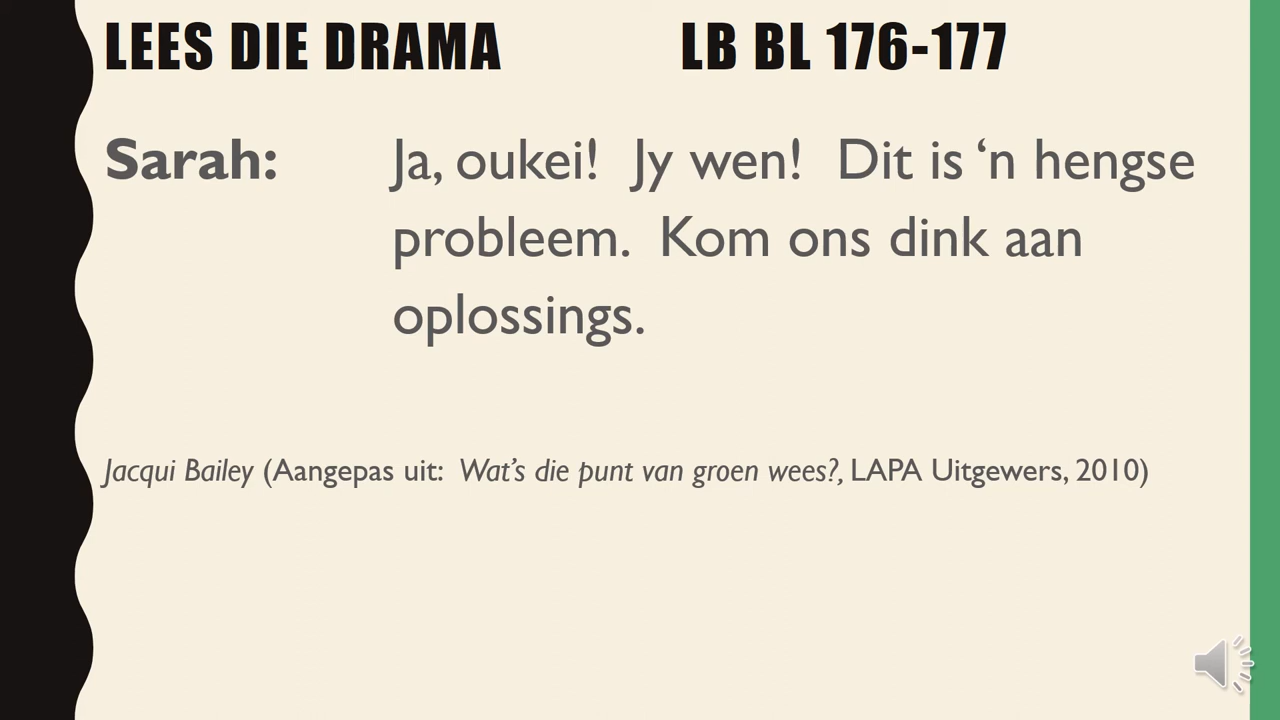 LEES DIE DRAMA LB BL 176-177
Sarah: Ja, oukei! Jy wen! Dit is ‘n hengse
probleem. Kom ons dink aan
oplossings.
Jacqui Bailey (Aangepas uit: Wat’s die punt van groen wees?, LAPA Uitgewers, 2010)